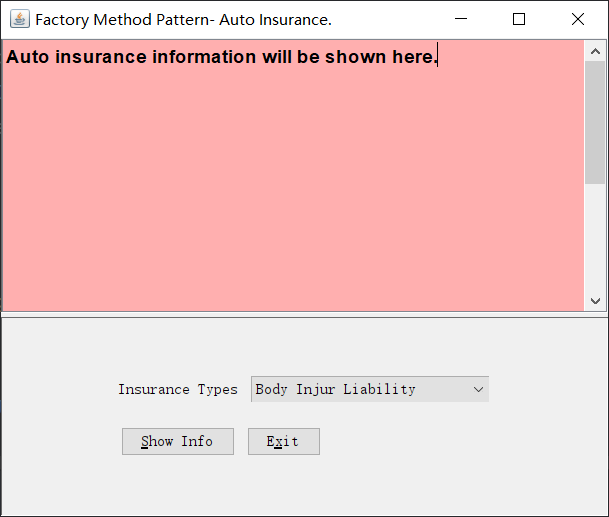 Factory Method Pattern- Auto Insurance.
Auto insurance information will be shown here.
Insurance Types Body Injur Liability
Show Info Exit